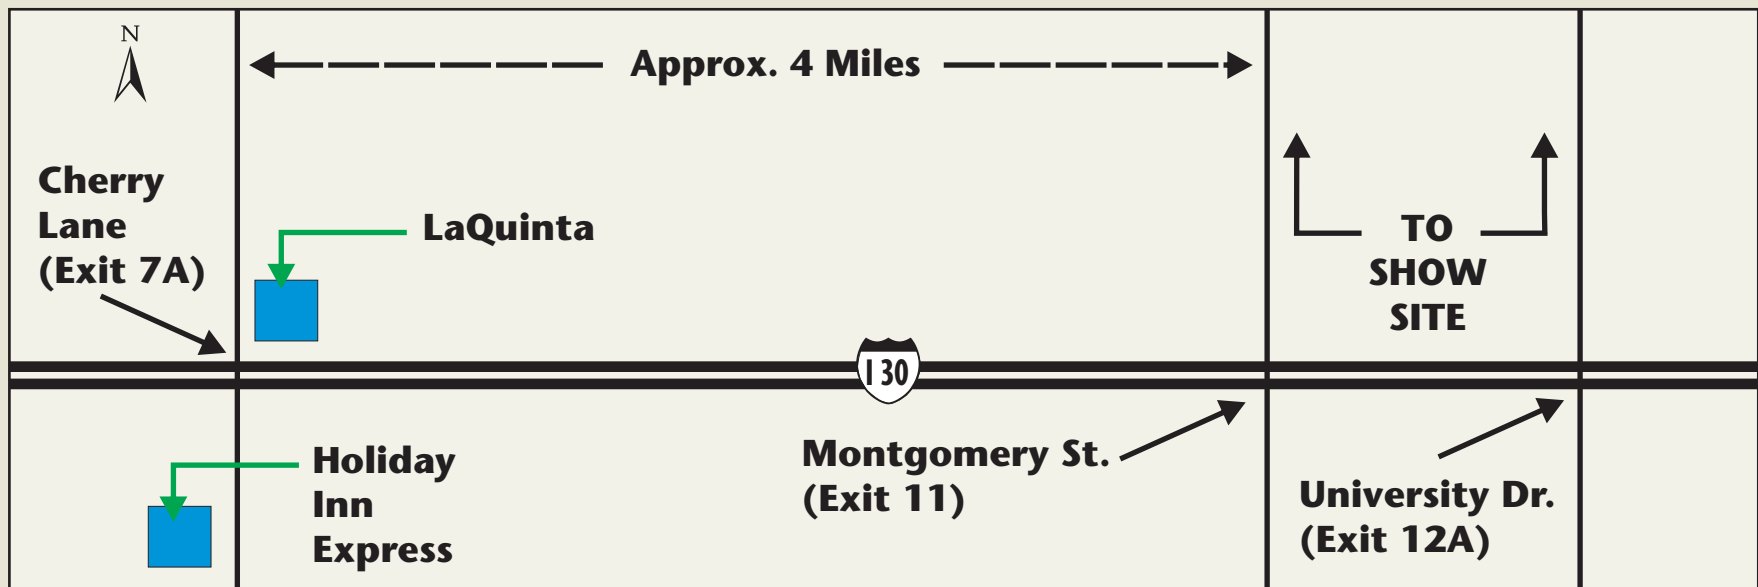 N
Approx. 4 Miles
Cherry
Lane
(Exit 7A)
LaQuinta
TO
SHOW
SITE
I 30
Holiday
Inn
Express
Montgomery St.
(Exit 11)
University Dr.
(Exit 12A)